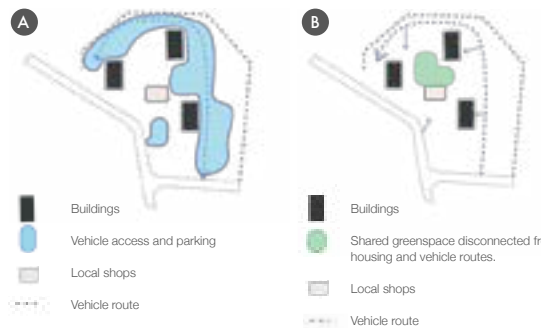 A
Buildings
Vehicle access and parking
Local shops
Vehicle route
B
Buildings
Shared greenspace disconnected
housing and vehicle routes.
Local shops
Vehicle route